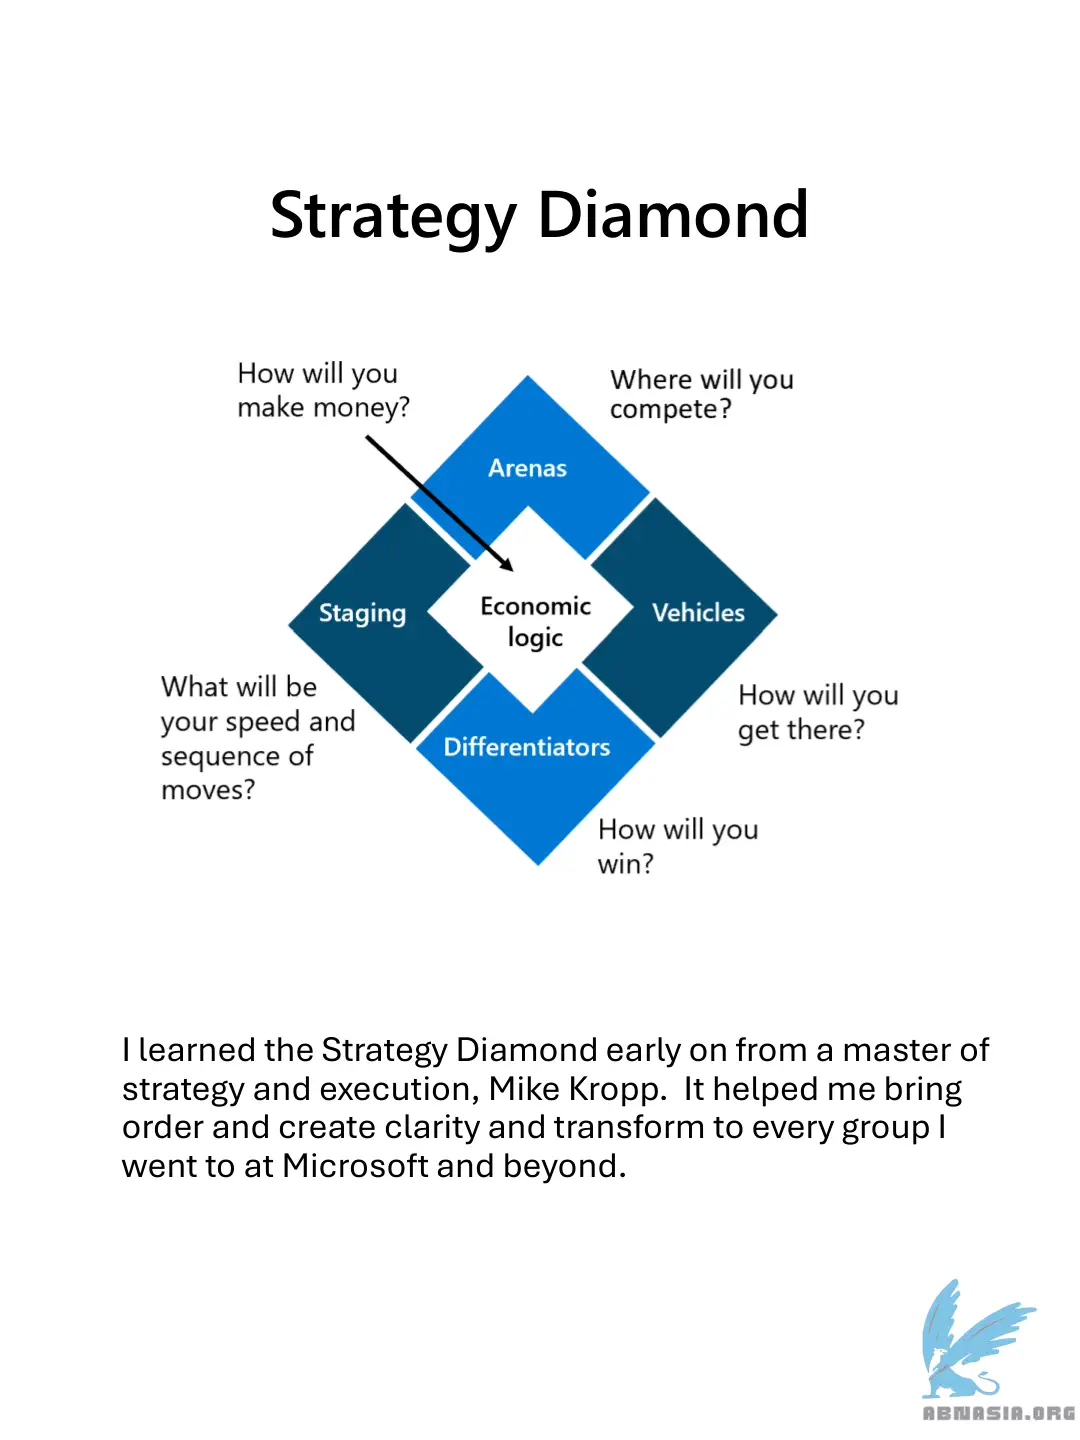 Strategy Diamond
How will you
make money?
Where will you
compete?
Arenas
Staging
Economic
logic
Vehicles
What will be
your speed and
sequence of
moves?
How will you
get there?
Differentiators
How will you
win?
I learned the Strategy Diamond early on from a master of
strategy and execution, Mike Kropp.  It helped me bring
order and create clarity and transform to every group I
went to at Microsoft and beyond.
ABNASIA.ORG